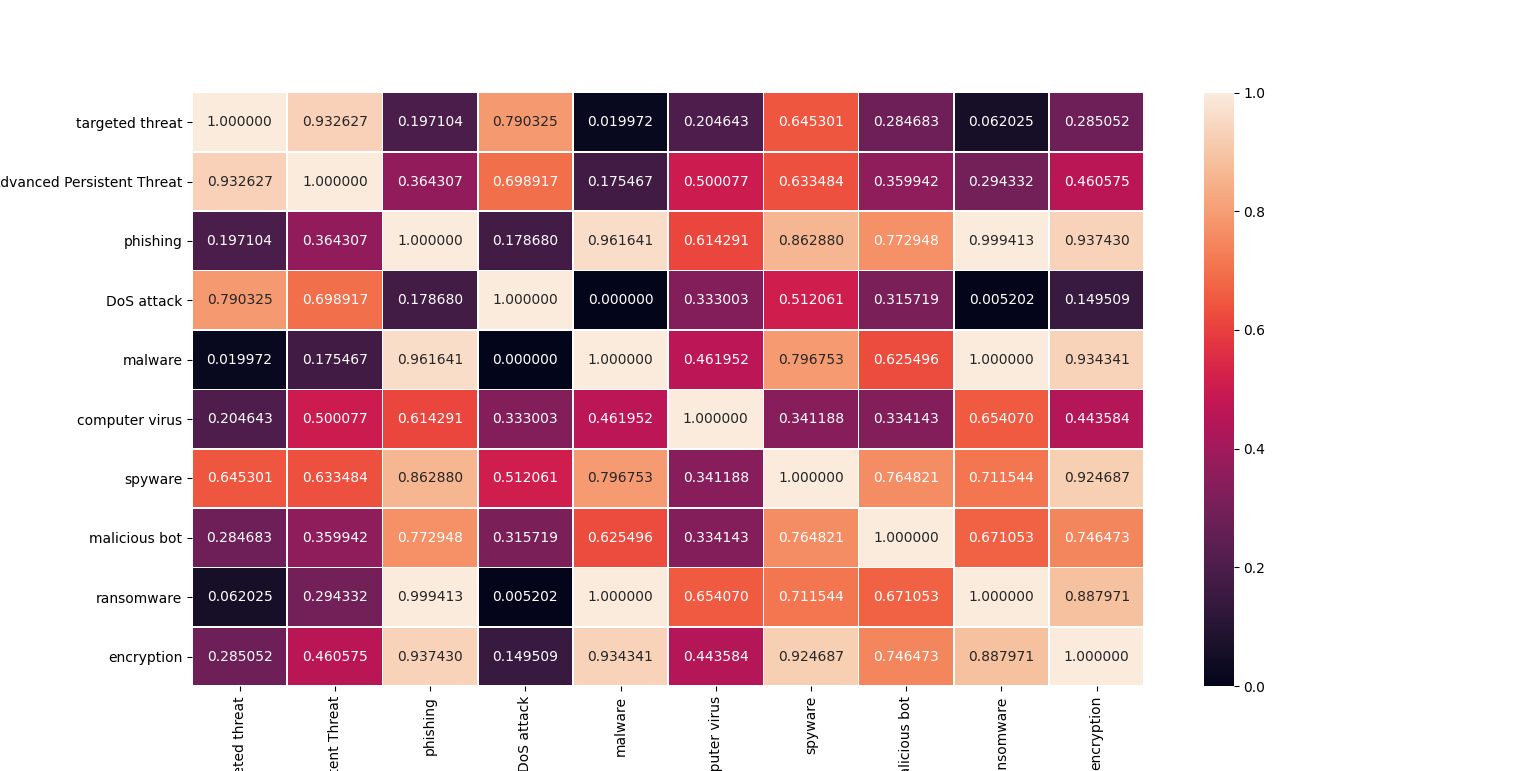 targeted threat 1.000000 0.932627 0.197104 0.790325 0.019972 0.204643 0.645301 0.284683 0.062025 0.285052
dvanced Persistent Threat 0.932627 1.000000 0.364307 0.698917 0.175467 0.500077 0.633484 0.359942 0.294332 0.460575
phishing 0.197104 0.364307 1.000000 0.178680 0.961641 0.614291 0.862880 0.772948 0.999413 0.937430
DoS attack 0.790325 0.698917 0.178680 1.000000 0.000000 0.333003 0.512061 0.315719 0.005202 0.149509
malware 0.019972 0.175467 0.961641 0.000000 1.000000 0.461952 0.796753 0.625496 1.000000 0.934341
computer virus 0.204643 0.500077 0.614291 0.333003 0.461952 1.000000 0.341188 0.334143 0.654070 0.443584
spyware 0.645301 0.633484 0.862880 0.512061 0.796753 0.341188 1.000000 0.764821 0.711544 0.924687
malicious bot 0.284683 0.359942 0.772948 0.315719 0.625496 0.334143 0.764821 1.000000 0.671053 0.746473
ransomware 0.062025 0.294332 0.999413 0.005202 1.000000 0.654070 0.711544 0.671053 1.000000 0.887971
encryption 0.285052 0.460575 0.937430 0.149509 0.934341 0.443584 0.924687 0.746473 0.887971 1.000000
eted threat
tent Threat
phishing
DoS attack
malware
puter virus
spyware
alicious bot
nsomware
encryption
1.0
0.8
0.6
0.4
0.2
0.0